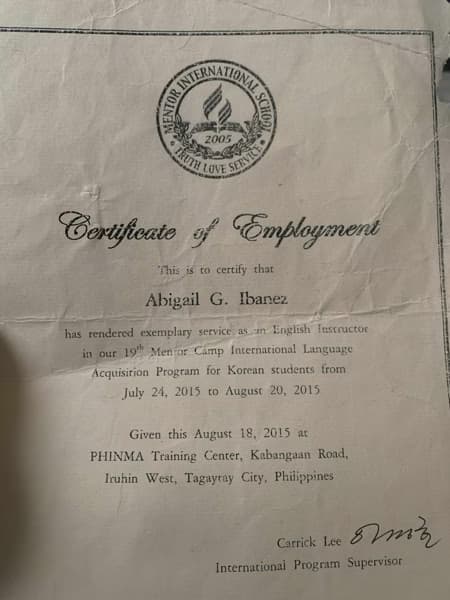 MENTOR INTERNATIONAL SCHOOL
2005
TRUTH LOVE SERVICE
Certificate of Employment
This is to certify that
Abigail G. Ibanez
has rendered exemplary service as an English Instructor
in our 19th Mentor Camp International Language
Acquisition Program for Korean students from
July 24, 2015 to August 20, 2015
Given this August 18, 2015 at
PHINMA Training Center, Kabangaan Road,
Iruhin West, Tagayray City, Philippines
Carrick Lee
International Program Supervisor